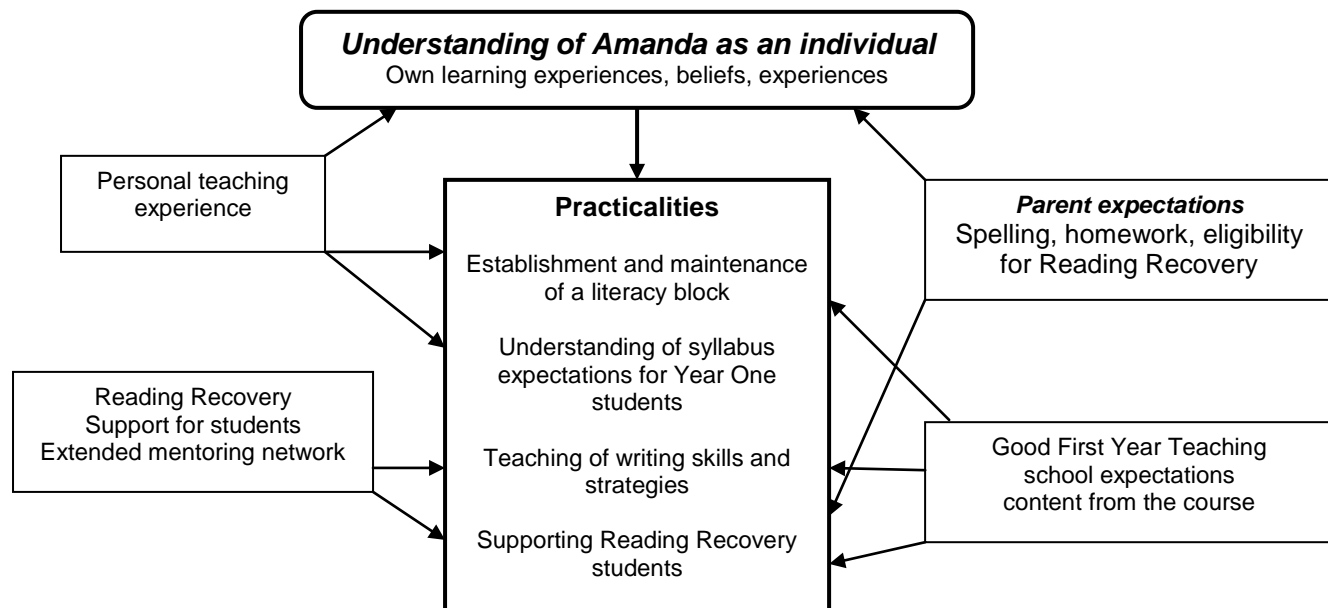 Understanding of Amanda as an individual
Own learning experiences, beliefs, experiences
Personal teaching
experience
Practicalities
Establishment and maintenance
of a literacy block
Understanding of syllabus
expectations for Year One
students
Teaching of writing skills and
strategies
Supporting Reading Recovery
students
Parent expectations
Spelling, homework, eligibility
for Reading Recovery
Reading Recovery
Support for students
Extended mentoring network
Good First Year Teaching
school expectations
content from the course